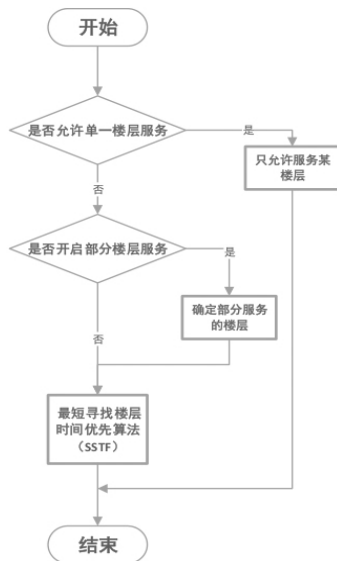 开始
是否允许单一楼层服务
是
只允许服务某
楼层
否
是否开启部分楼层服务
是
确定部分服务
的楼层
否
最短寻找楼层
时间优先算法
（SSTF）
结束